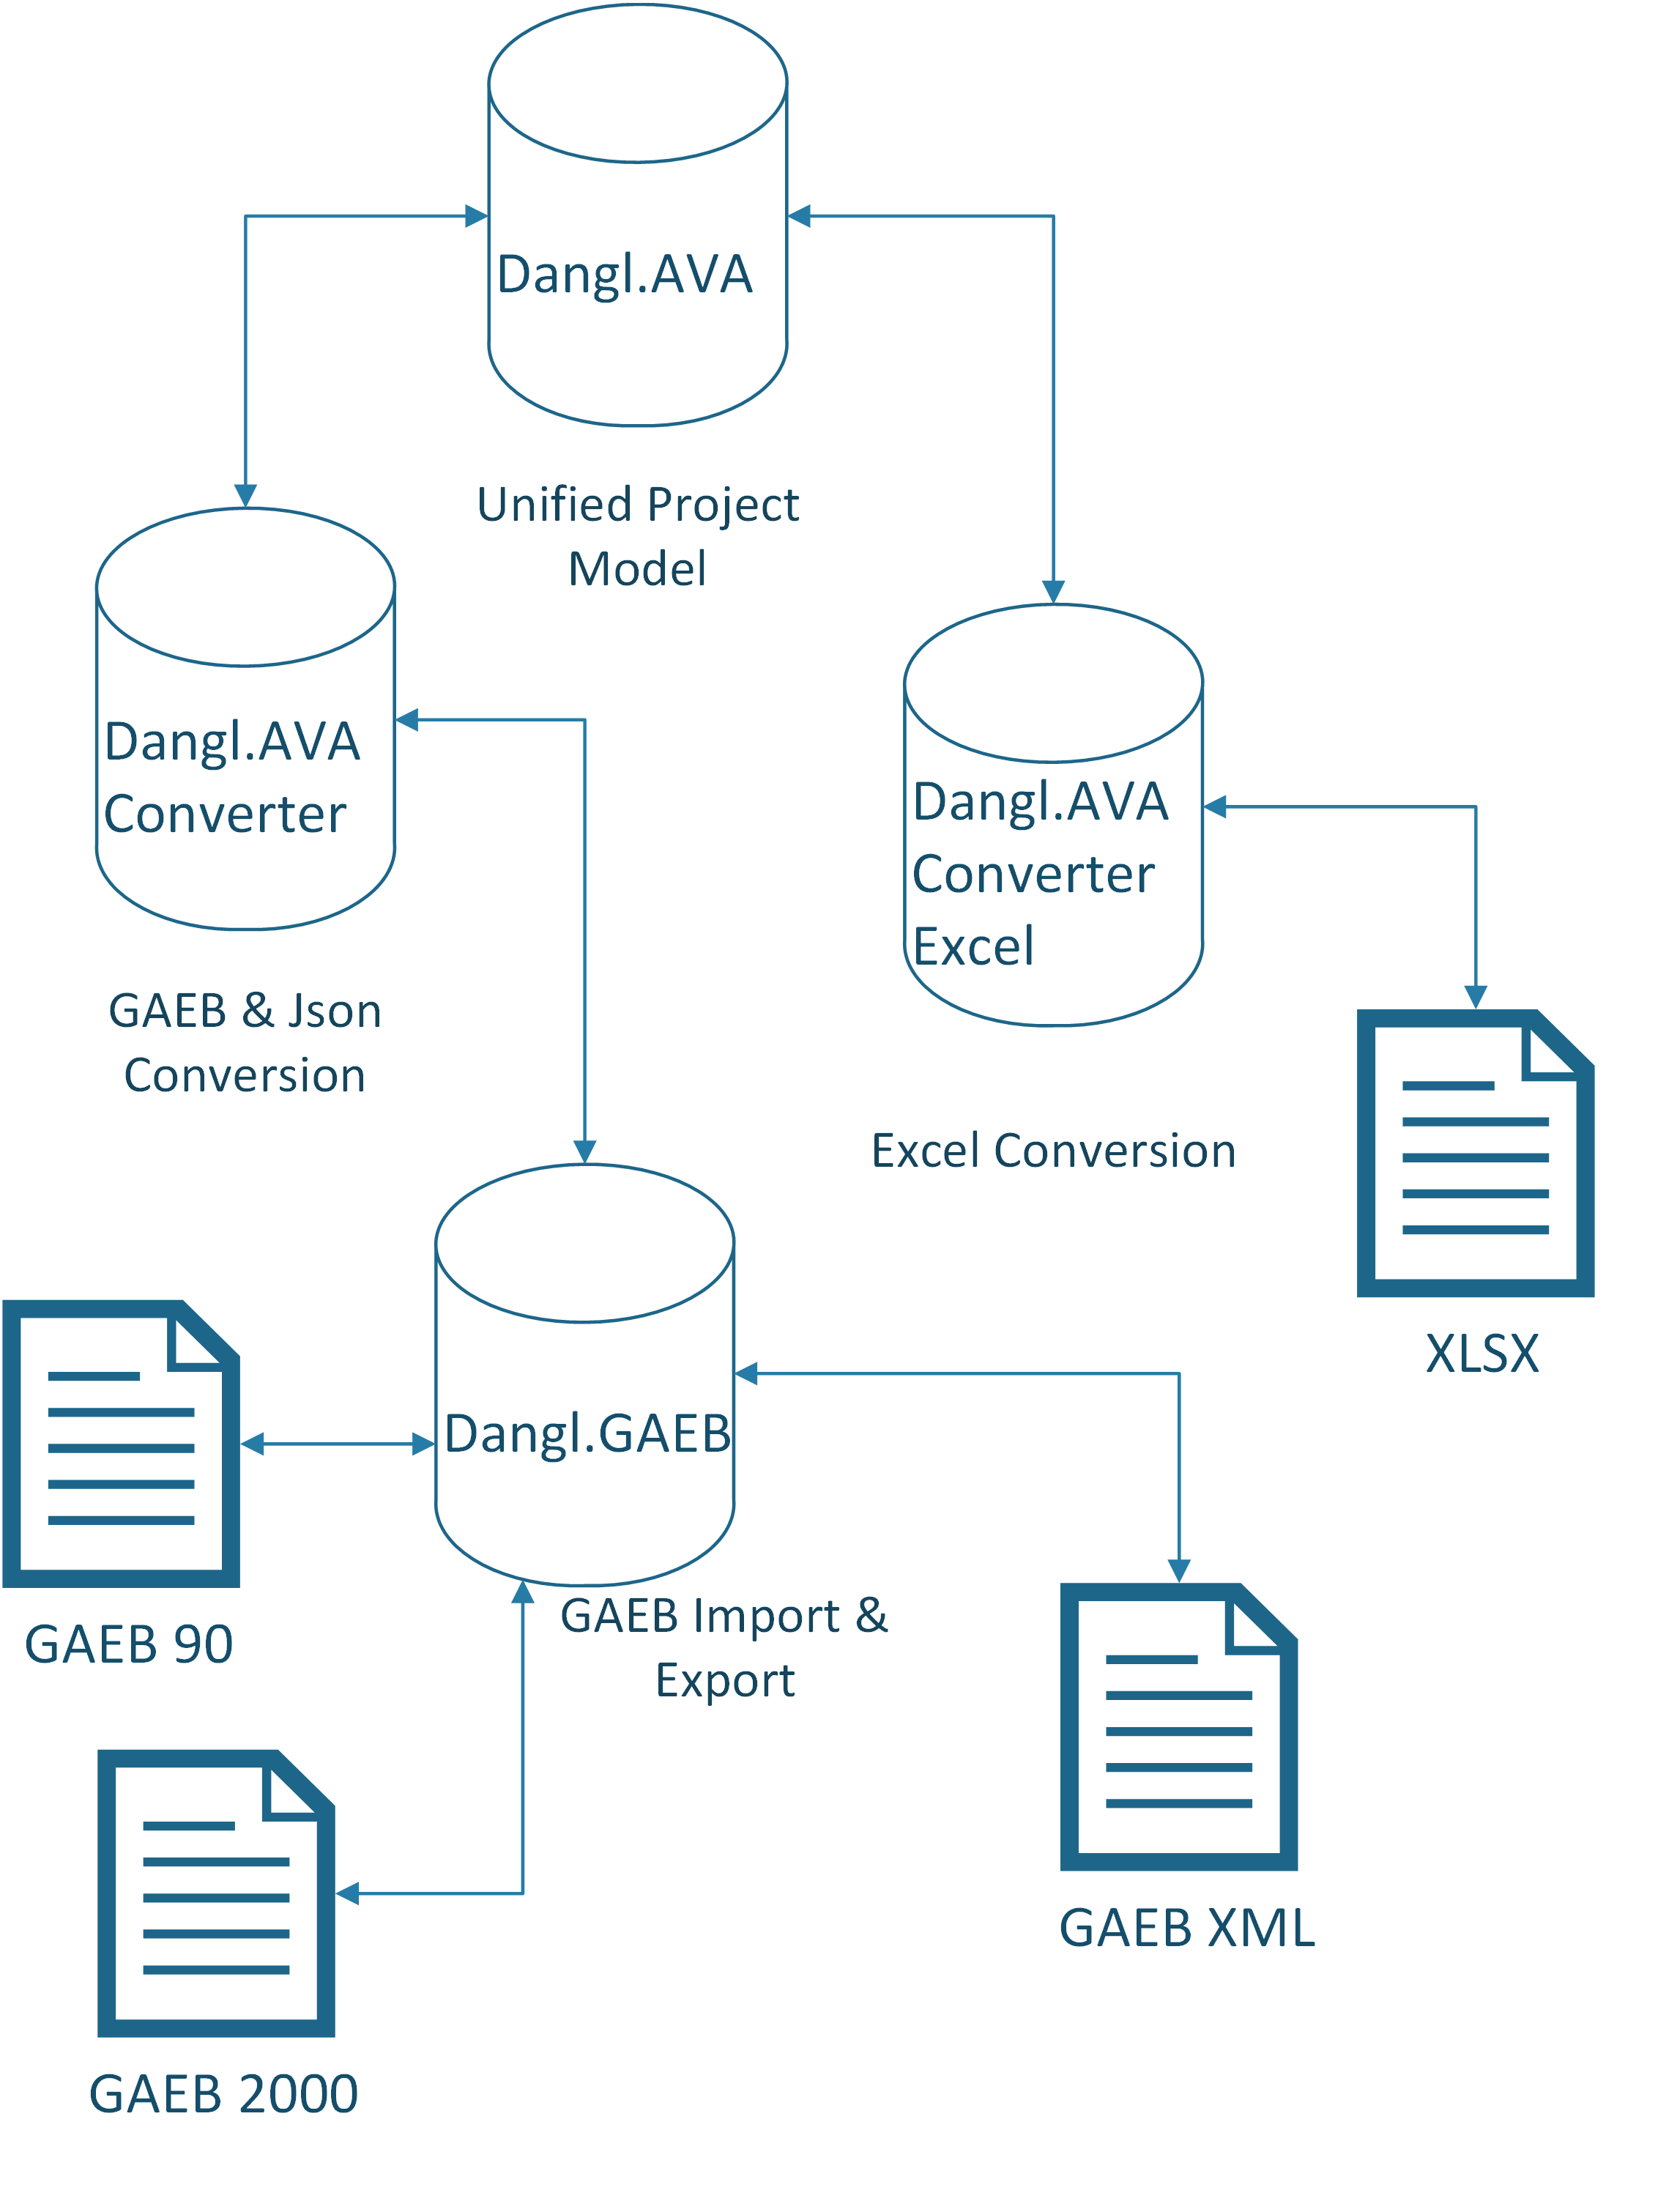 Dangl.AVA
Unified Project
Model
Dangl.AVA
Converter
GAEB & Json
Conversion
Dangl.AVA
Converter
Excel
Excel Conversion
XLSX
Dangl.GAEB
GAEB Import &
Export
GAEB 90
GAEB XML
GAEB 2000